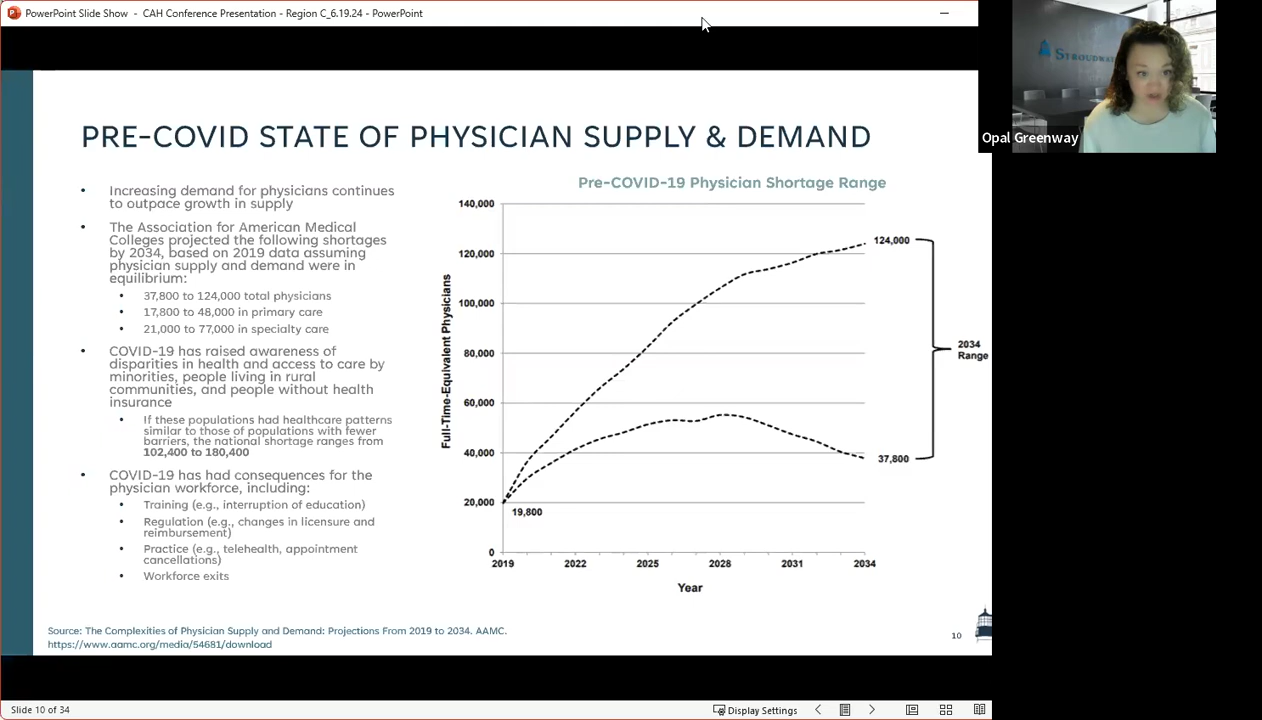 PowerPoint Slide Show - CAH Conference Presentation - Region C_6.19.24 - PowerPoint
Opal Greenway
PRE-COVID STATE OF PHYSICIAN SUPPLY & DEMAND
• Increasing demand for physicians continues
to outpace growth in supply
• The Association for American Medical
Colleges projected the following shortages
by 2034, based on 2019 data assuming
physician supply and demand were in
equilibrium:
• 37,800 to 124,000 total physicians
• 17,800 to 48,000 in primary care
• 21,000 to 77,000 in specialty care
• COVID-19 has raised awareness of
disparities in health and access to care by
minorities, people living in rural
communities, and people without health
insurance
• If these populations had healthcare patterns
similar to those of populations with fewer
barriers, the national shortage ranges from
102,400 to 180,400
• COVID-19 has had consequences for the
physician workforce, including:
• Training (e.g., interruption of education)
• Regulation (e.g., changes in licensure and
reimbursement)
• Practice (e.g., telehealth, appointment
cancellations)
• Workforce exits
Pre-COVID-19 Physician Shortage Range
Full-Time-Equivalent Physicians
140,000
120,000
100,000
80,000
60,000
40,000
20,000
0
124,000
37,800
19,800
2034
Range
2019 2022 2025 2028 2031 2034
Year
Source: The Complexities of Physician Supply and Demand: Projections From 2019 to 2034. AAMC.
https://www.aamc.org/media/54681/download
10
Slide 10 of 34
Display Settings